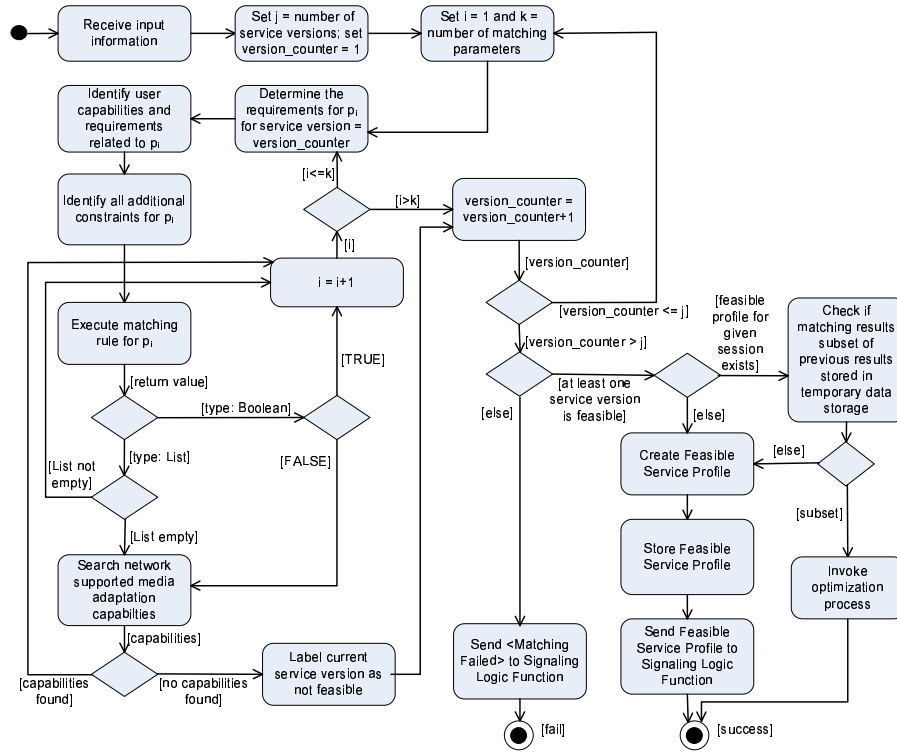 Receive input
information
Set j = number of
service versions; set
version_counter = 1
Set i = 1 and k =
number of matching
parameters
Identify user
capabilities and
requirements
related to pi
Determine the
requirements for pi
for service version =
version_counter
[i<=k]
Identify all additional
constraints for pi
[i>k]
version_counter =
version_counter+1
[i]
i = i+1
[version_counter]
[version_counter <= j]
[version_counter > j]
Execute matching
rule for pi
[TRUE]
[return value]
[type: Boolean]
[type: List]
[FALSE]
[List not
empty]
[List empty]
Search network
supported media
adaptation
capabilties
[capabilities]
[capabilities
found]
[no capabilities
found]
Label current
service version as
not feasible
[else]
[at least one
service version
is feasible]
[feasible
profile for
given
session
exists]
Check if
matching results
subset of
previous results
stored in
temporary data
storage
[else]
[else]
Create Feasible
Service Profile
[subset]
Store Feasible
Service Profile
Invoke
optimization
process
Send <Matching
Failed> to Signaling
Logic Function
Send Feasible
Service Profile to
Signaling Logic
Function
[fail]
[success]